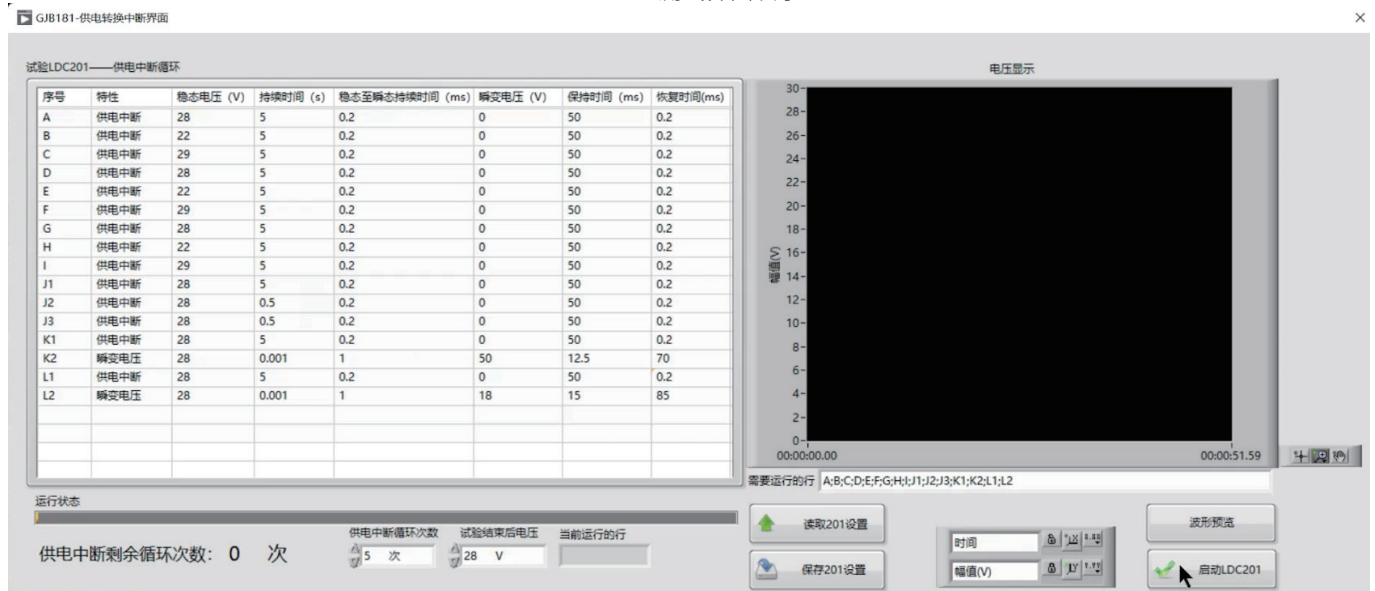 GJB181-供电转换中断界面
试验LDC201——供电中断循环
序号 特性 稳态电压 (V) 持续时间 (s) 稳态至瞬态持续时间 (ms) 瞬变电压 (V) 保持时间 (ms) 恢复时间(ms)
A 供电中断 28 5 0.2 0 50 0.2
B 供电中断 22 5 0.2 0 50 0.2
C 供电中断 29 5 0.2 0 50 0.2
D 供电中断 28 5 0.2 0 50 0.2
E 供电中断 22 5 0.2 0 50 0.2
F 供电中断 29 5 0.2 0 50 0.2
G 供电中断 28 5 0.2 0 50 0.2
H 供电中断 22 5 0.2 0 50 0.2
I 供电中断 29 5 0.2 0 50 0.2
J1 供电中断 28 5 0.2 0 50 0.2
J2 供电中断 28 0.5 0.2 0 50 0.2
J3 供电中断 28 0.5 0.2 0 50 0.2
K1 供电中断 28 5 0.2 0 50 0.2
K2 瞬变电压 28 0.001 1 50 12.5 70
L1 供电中断 28 5 0.2 0 50 0.2
L2 瞬变电压 28 0.001 1 18 15 85
电压显示
30
28
26
24
22
20
18
16
14
12
10
8
6
4
2
0
幅值(V)
00:00:00.00 00:00:51.59
需要运行的行 A;B;C;D;E;F;G;H;I;J1;J2;J3;K1;K2;L1;L2
运行状态
供电中断剩余循环次数: 0 次
供电中断循环次数 试验结束后电压 当前运行的行
5 次 28 V
读取201设置
保存201设置
时间
幅值(V)
波形预览
启动LDC201